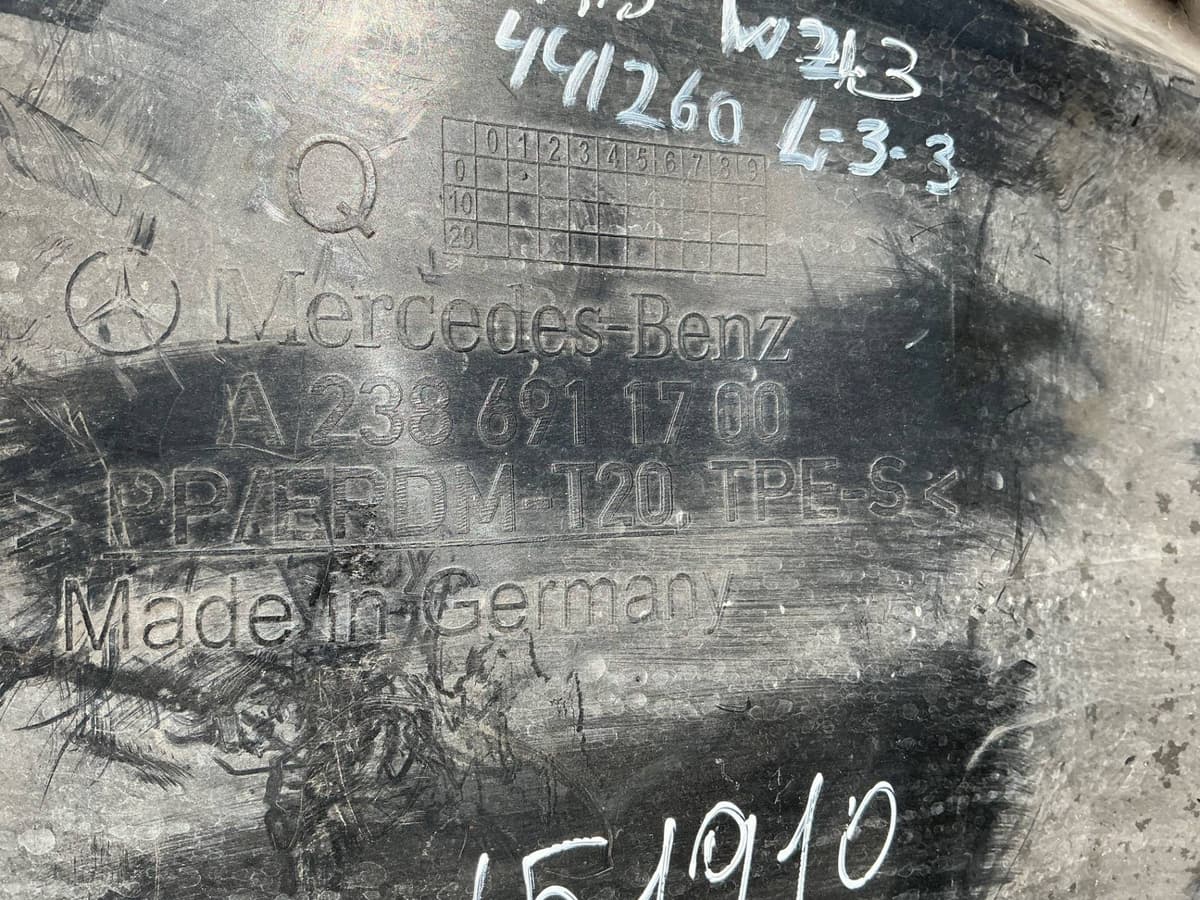 W213
441260 L-3-3
Q
0 1 2 3 4 5 6 7 8 9
0
10
20
Mercedes-Benz
A 238 691 17 00
>PP/EPDM-T20, TPE-S<
Made in Germany
151910